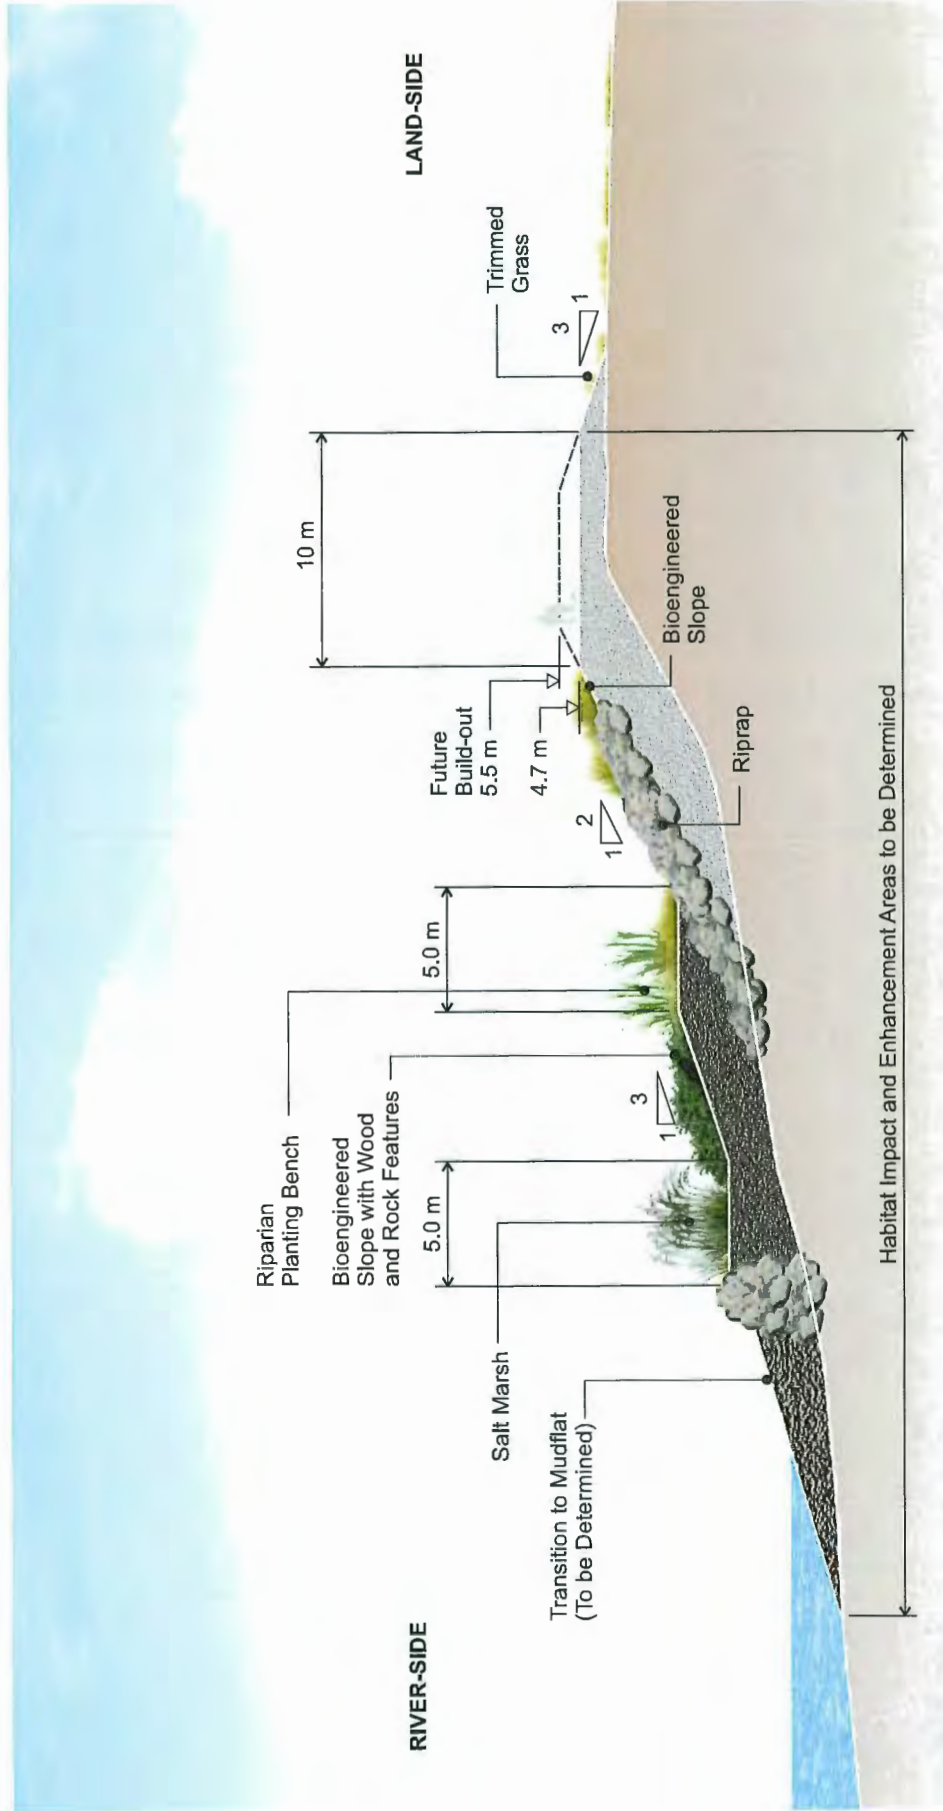 RIVER-SIDE
LAND-SIDE
Riparian
Planting Bench
Bioengineered
Slope with Wood
and Rock Features
Salt Marsh
Transition to Mudflat
(To be Determined)
5.0 m
1
3
5.0 m
1
2
Future
Build-out
5.5 m
4.7 m
10 m
Trimmed
Grass
3
1
Bioengineered
Slope
Riprap
Habitat Impact and Enhancement Areas to be Determined